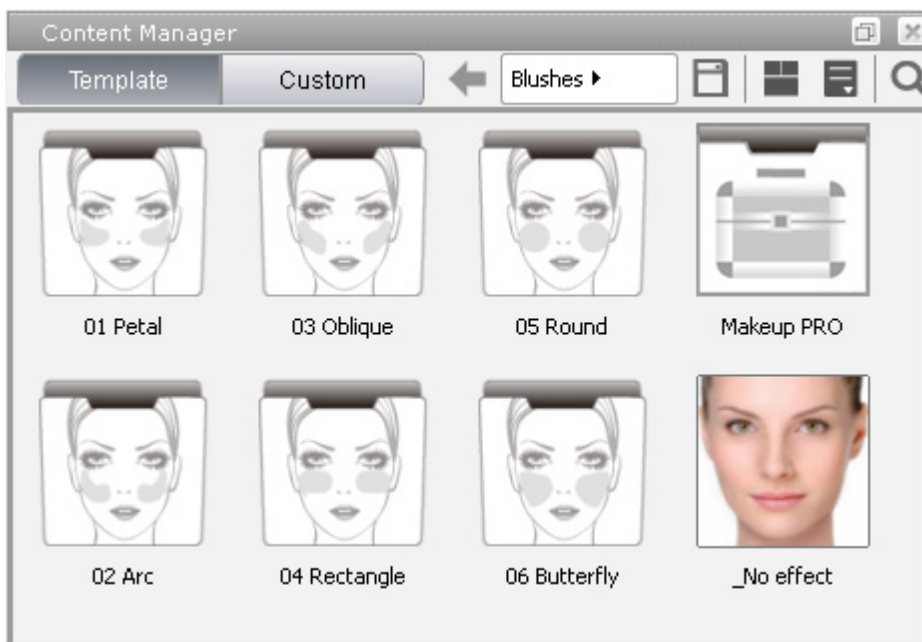 Content Manager
Template Custom Blushes
01 Petal 03 Oblique 05 Round Makeup PRO
02 Arc 04 Rectangle 06 Butterfly _No effect